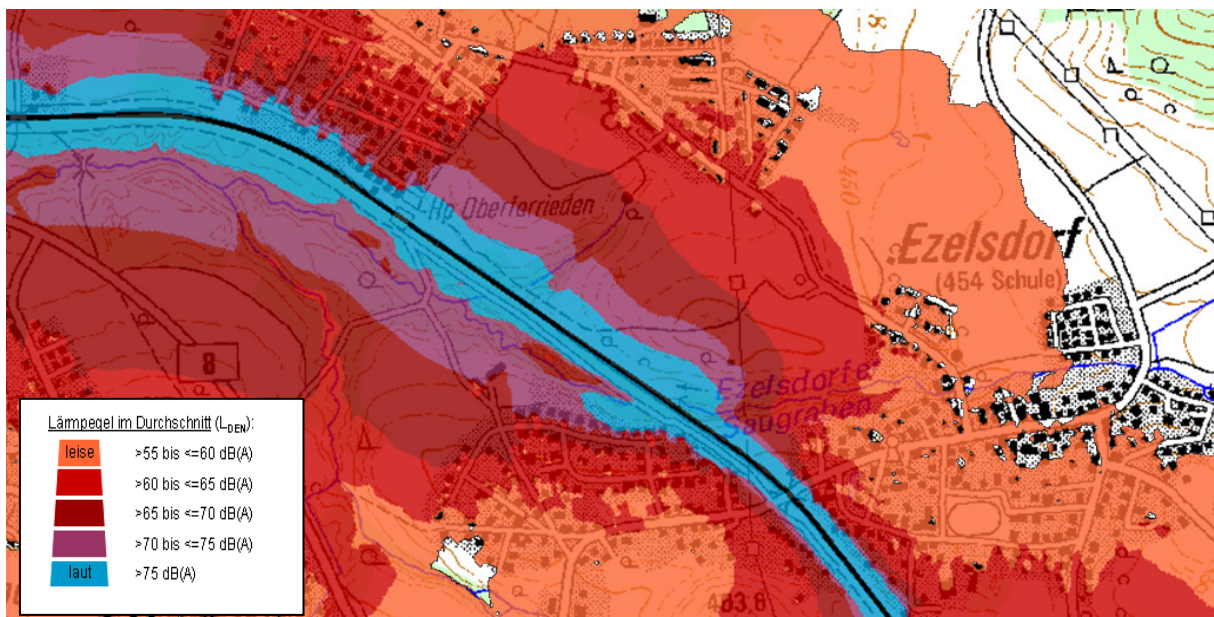 Hp Oberferrieden
450
Ezelsdorf
(454 Schule)
Ezelsdorfe
Saugraben
8
483.8
Lärmpegel im Durchschnitt (LDEN):
leise >55 bis <=60 dB(A)
>60 bis <=65 dB(A)
>65 bis <=70 dB(A)
>70 bis <=75 dB(A)
laut >75 dB(A)